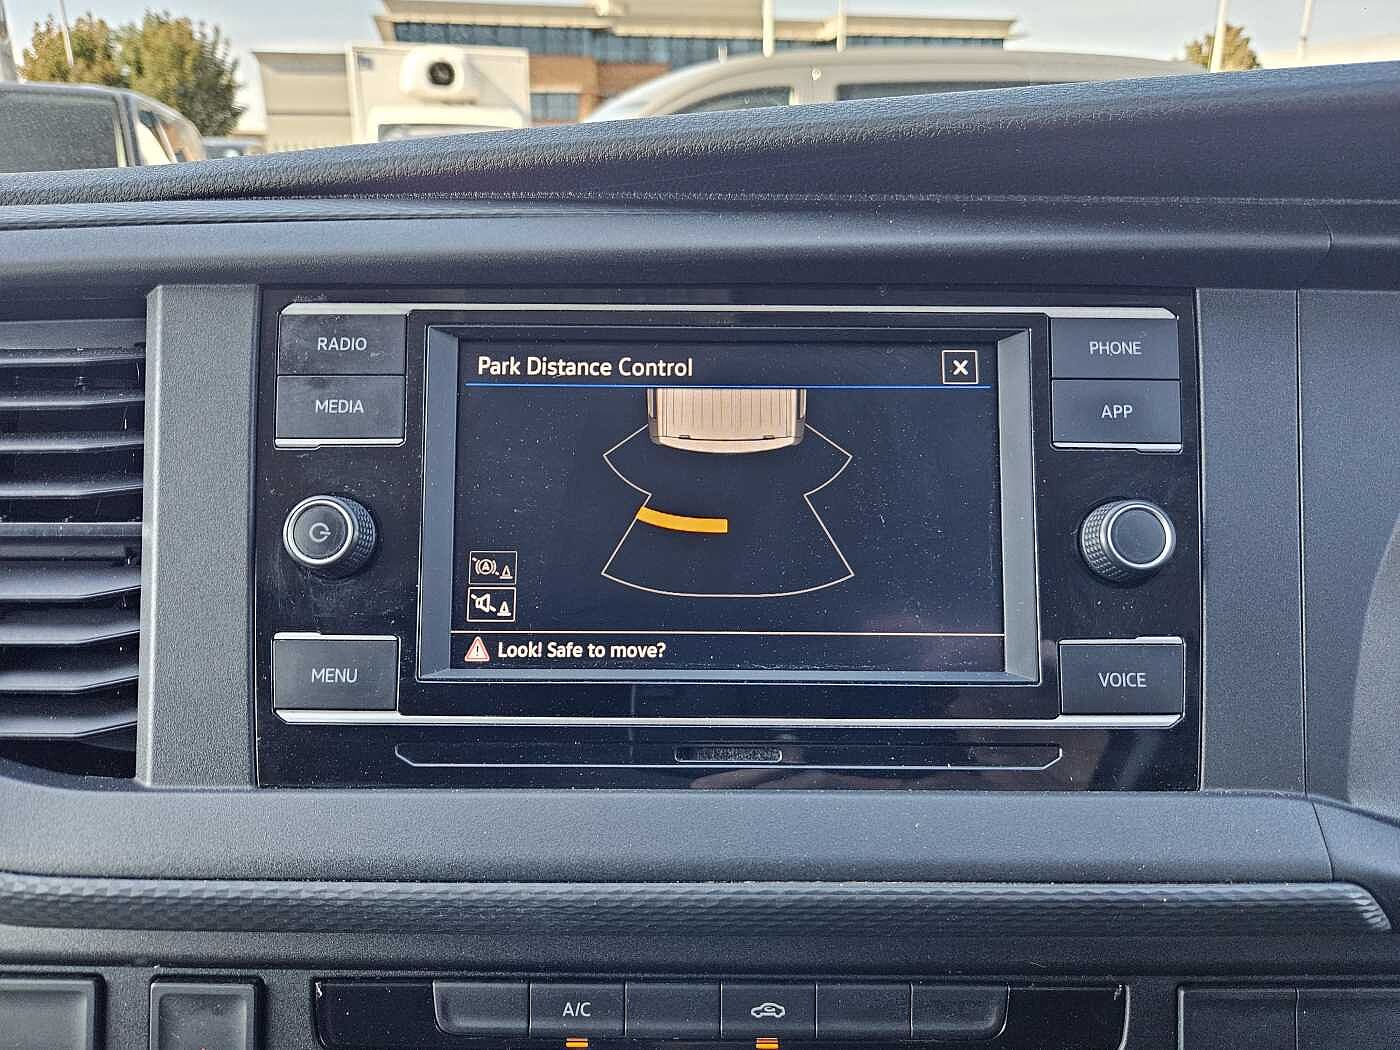 RADIO
MEDIA
Park Distance Control
PHONE
APP
A
MENU
Look! Safe to move?
VOICE
A/C